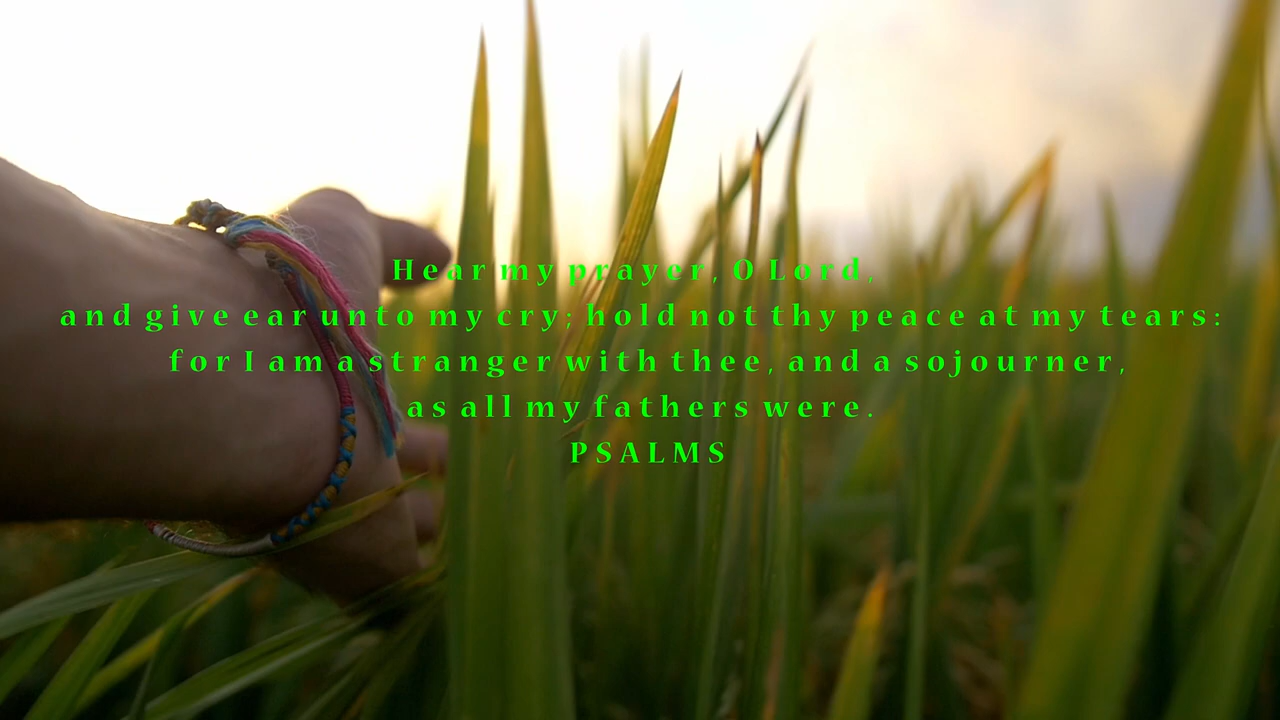 Hear my prayer, O Lord,
and give ear unto my cry; hold not thy peace at my tears:
for I am a stranger with thee, and a sojourner,
as all my fathers were.
PSALMS